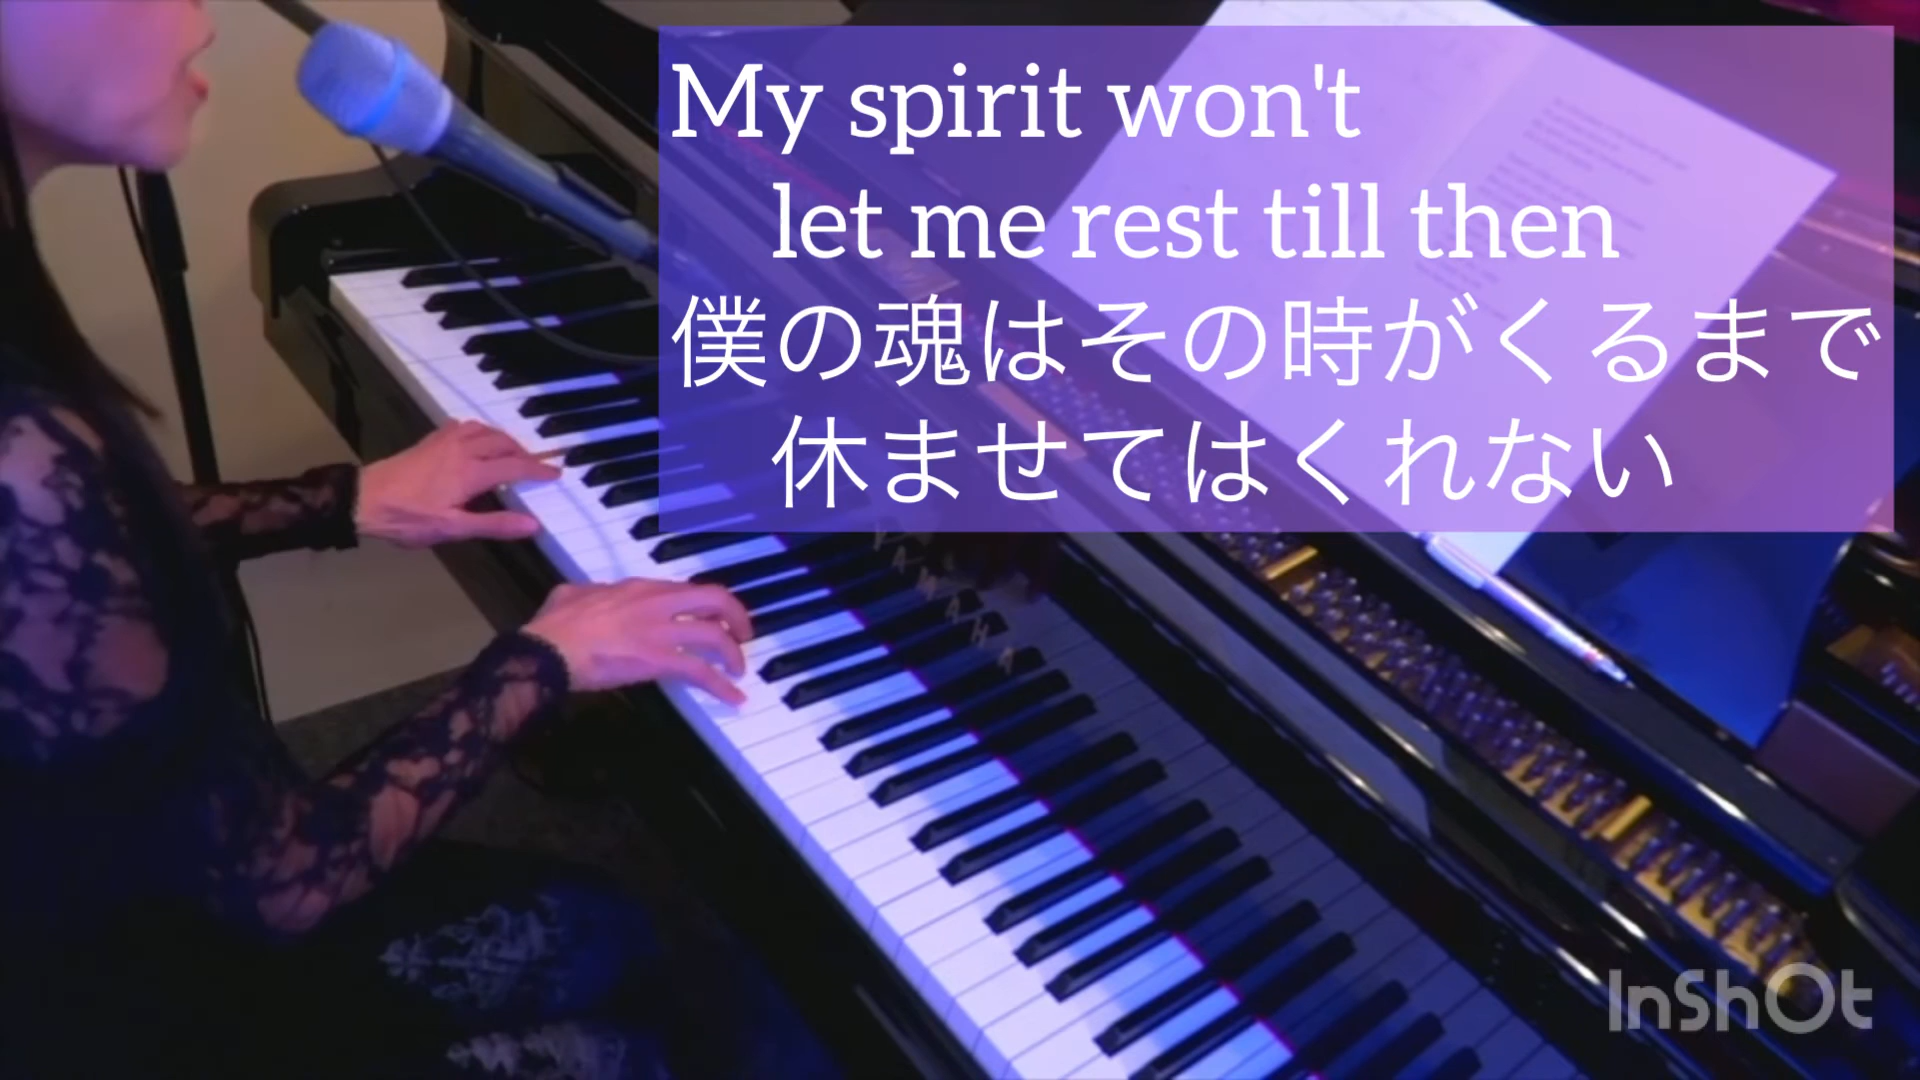 My spirit won't
let me rest till then
僕の魂はその時がくるまで
休ませてはくれない
YAMAHA
InShOt